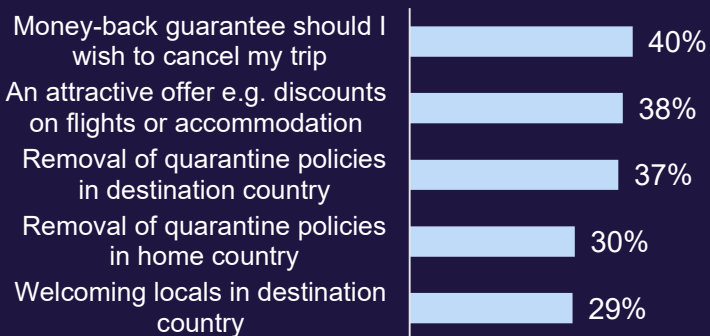 Money-back guarantee should I
wish to cancel my trip
40%
An attractive offer e.g. discounts
on flights or accommodation
38%
Removal of quarantine policies
in destination country
37%
Removal of quarantine policies
in home country
30%
Welcoming locals in destination
country
29%